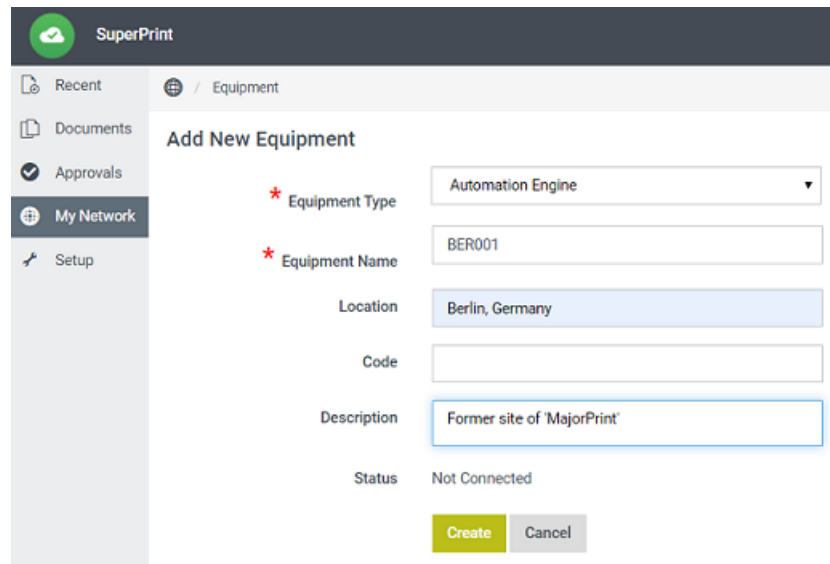 SuperPrint
Recent
Documents
Approvals
My Network
Setup
/ Equipment
Add New Equipment
* Equipment Type Automation Engine
* Equipment Name BER001
Location Berlin, Germany
Code
Description Former site of 'MajorPrint'
Status Not Connected
Create Cancel